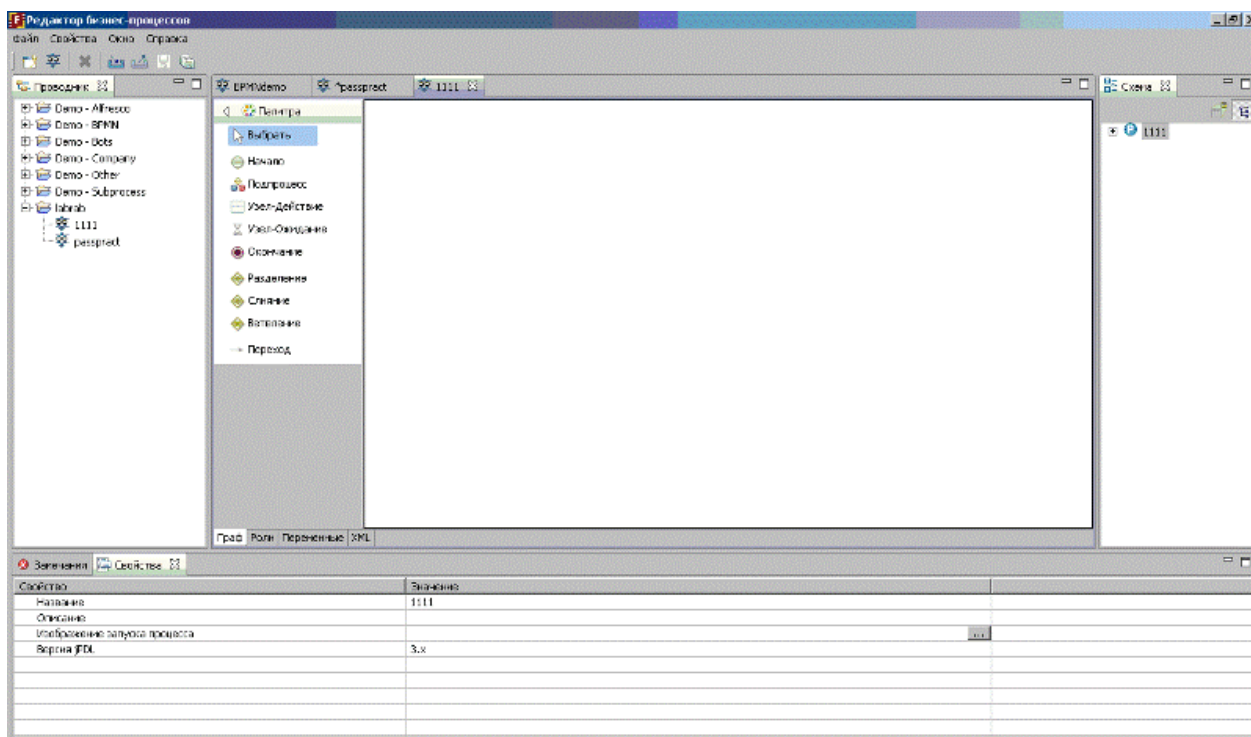 Редактор бизнес-процессов
Файл Свойства Окно Справка
Проводник
Demo - Alfresco
Demo - BPMN
Demo - Bots
Demo - Company
Demo - Other
Demo - Subprocess
labrab
1111
passpract
BPMNdemo *passpract 1111
Палитра
Выбрать
Начало
Подпроцесс
Узел-Действие
Узел-Ожидание
Окончание
Разделение
Слияние
Ветвление
Переход
Граф Роли Переменные XML
Схема
1111
Замечания Свойства
Свойство Значение
Название 1111
Описание
Изображение запуска процесса ...
Версия jPDL 3.x